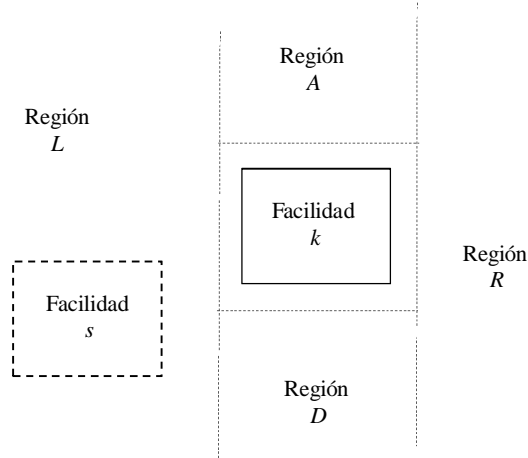 Región
A
Región
L
Facilidad
k
Región
R
Facilidad
s
Región
D